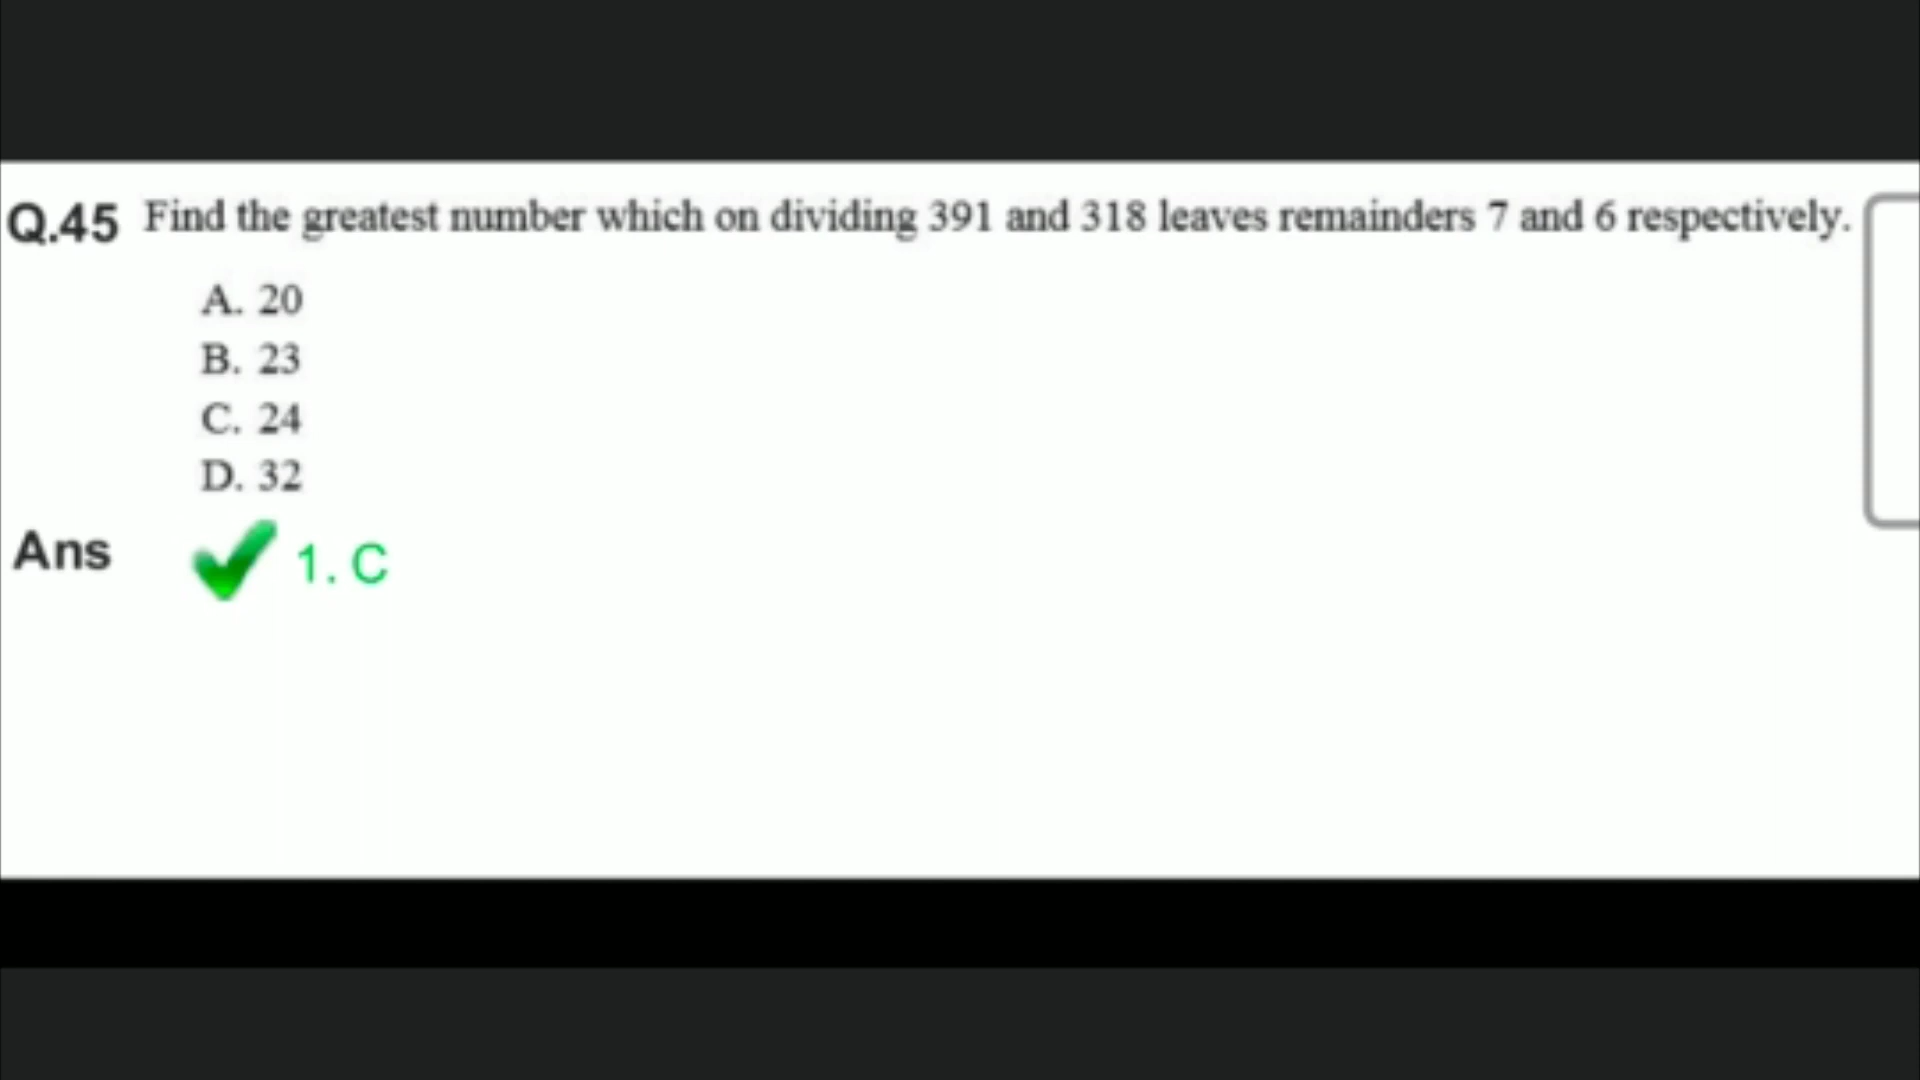 Q.45 Find the greatest number which on dividing 391 and 318 leaves remainders 7 and 6 respectively.
A. 20
B. 23
C. 24
D. 32
Ans 1. C